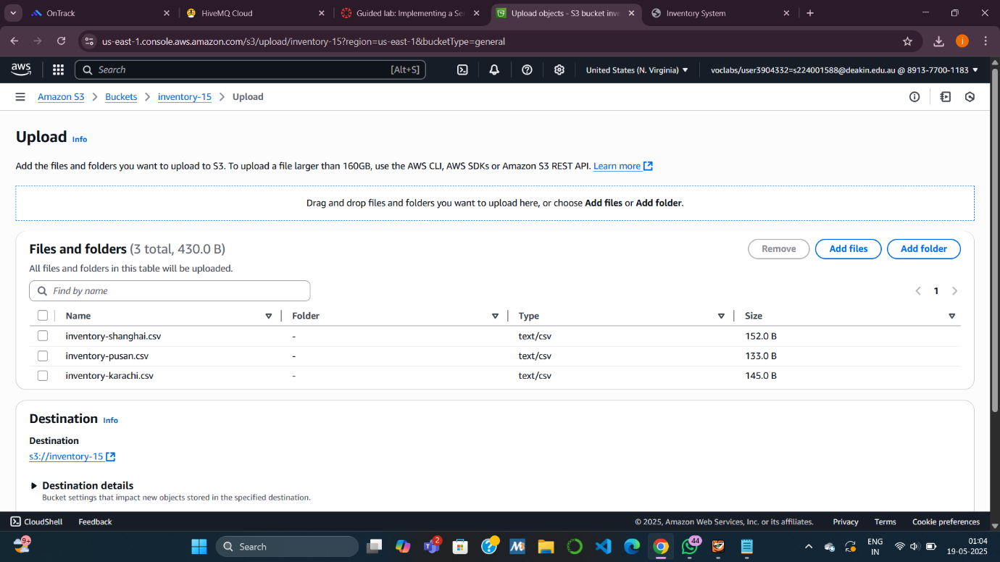 OnTrack
HiveMQ Cloud
Guided lab: Implementing a Se
Upload objects - S3 bucket inve
Inventory System
us-east-1.console.aws.amazon.com/s3/upload/inventory-15?region=us-east-1&bucketType=general
j
aws
Search
[Alt+S]
United States (N. Virginia)
voclabs/user3904332=s224001588@deakin.edu.au @ 8913-7700-1183
Amazon S3
Buckets
inventory-15
Upload
Upload Info
Add the files and folders you want to upload to S3. To upload a file larger than 160GB, use the AWS CLI, AWS SDKs or Amazon S3 REST API. Learn more
Drag and drop files and folders you want to upload here, or choose Add files or Add folder.
Files and folders (3 total, 430.0 B)
Remove
Add files
Add folder
All files and folders in this table will be uploaded.
Find by name
1
Name Folder Type Size
inventory-shanghai.csv - text/csv 152.0 B
inventory-pusan.csv - text/csv 133.0 B
inventory-karachi.csv - text/csv 145.0 B
Destination Info
Destination
s3://inventory-15
Destination details
Bucket settings that impact new objects stored in the specified destination.
CloudShell Feedback
© 2025, Amazon Web Services, Inc. or its affiliates. Privacy Terms Cookie preferences
9+
Search
2
44
ENG
IN
01:04
19-05-2025